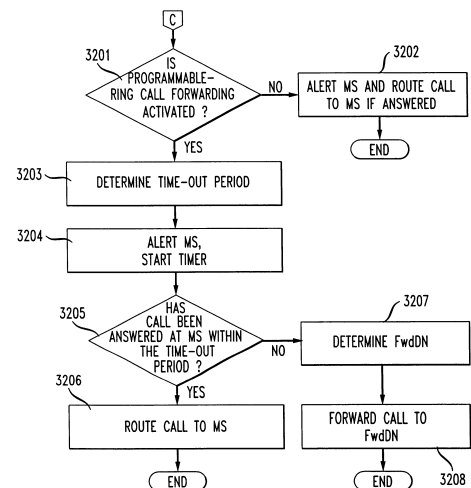 C
3201
IS
PROGRAMMABLE-
RING CALL FORWARDING
ACTIVATED ?
NO
YES
3202
ALERT MS AND ROUTE CALL
TO MS IF ANSWERED
END
3203
DETERMINE TIME-OUT PERIOD
3204
ALERT MS,
START TIMER
3205
HAS
CALL BEEN
ANSWERED AT MS WITHIN
THE TIME-OUT
PERIOD ?
NO
YES
3207
DETERMINE FwdDN
3206
ROUTE CALL TO MS
END
FORWARD CALL TO
FwdDN
3208
END